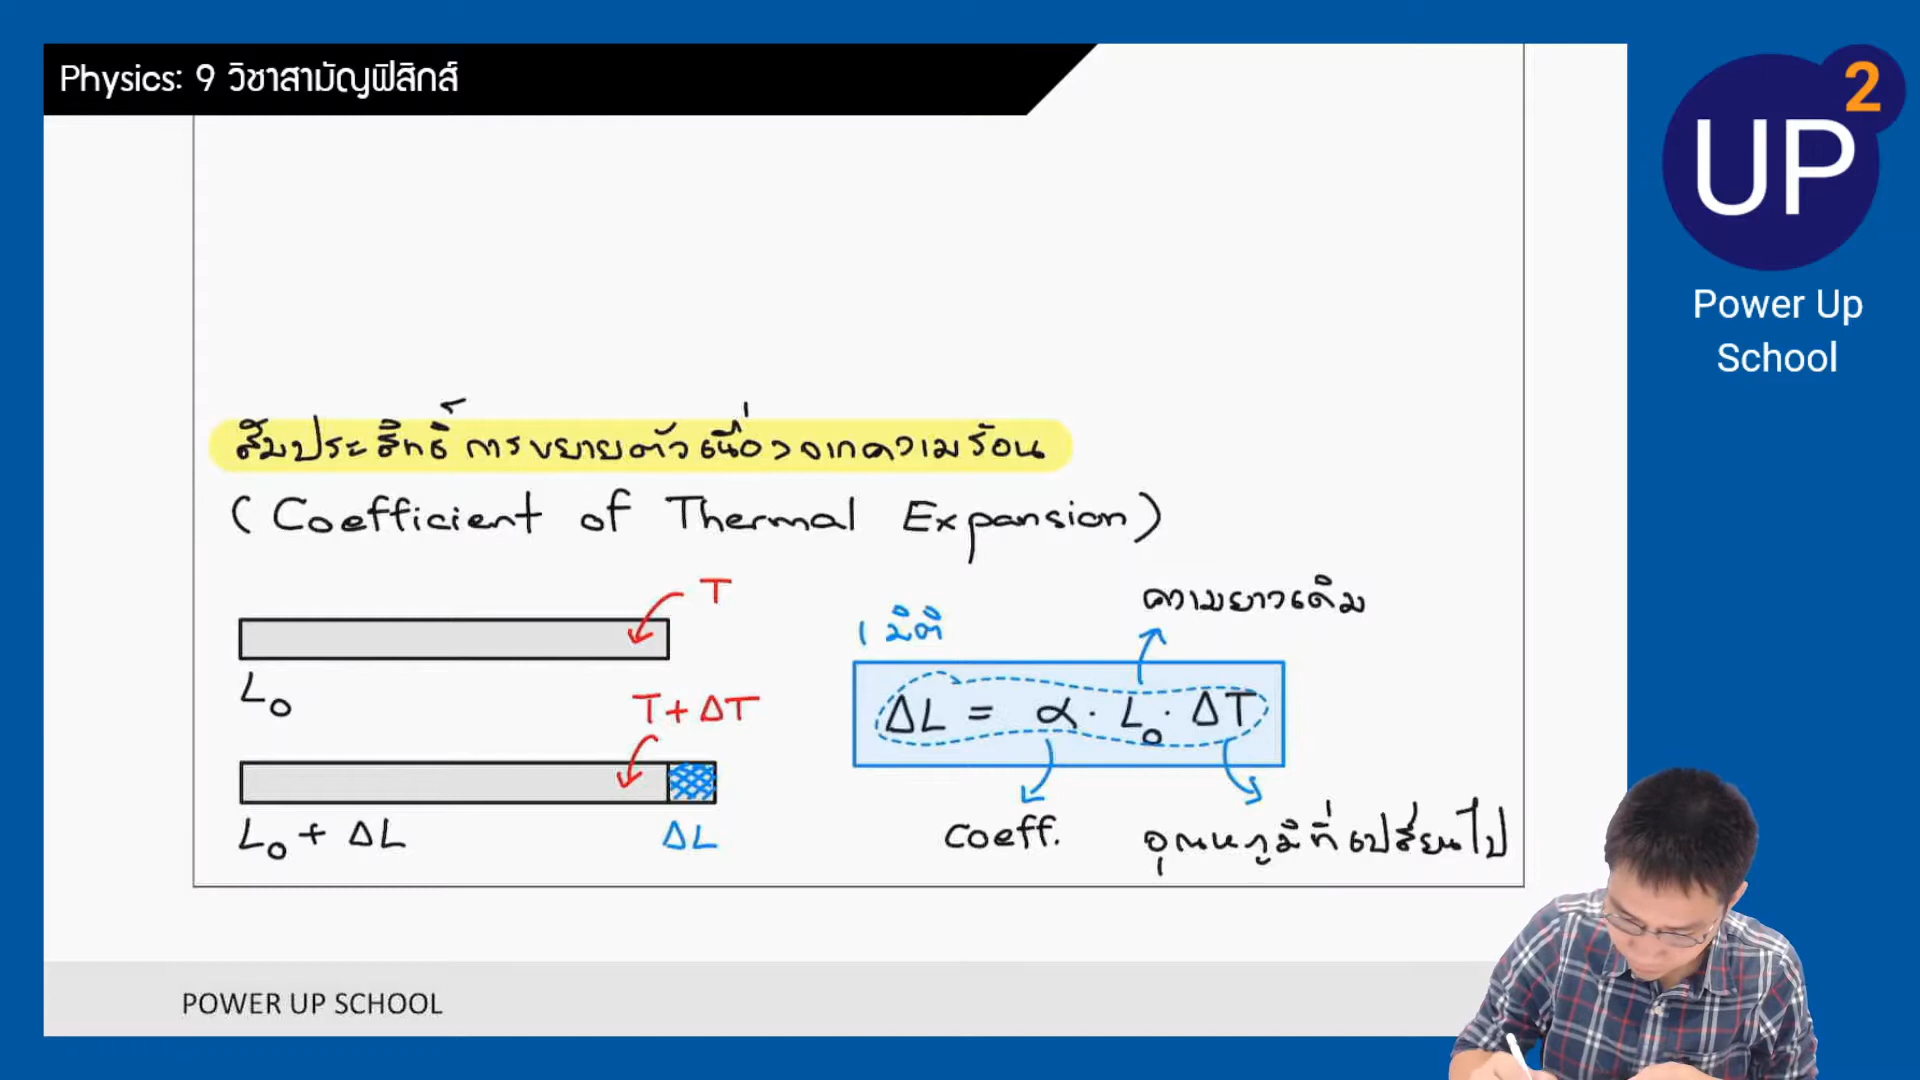 Physics: 9 วิชาสามัญฟิสิกส์
UP2
Power Up
School
สัมประสิทธิ์การขยายตัวเนื่องจากความร้อน
(Coefficient of Thermal Expansion)
T
L₀
T + ΔT
L₀ + ΔL
ΔL
1 มิติ
ความยาวเดิม
ΔL = α · L₀ · ΔT
coeff.
อุณหภูมิที่เปลี่ยนไป
POWER UP SCHOOL